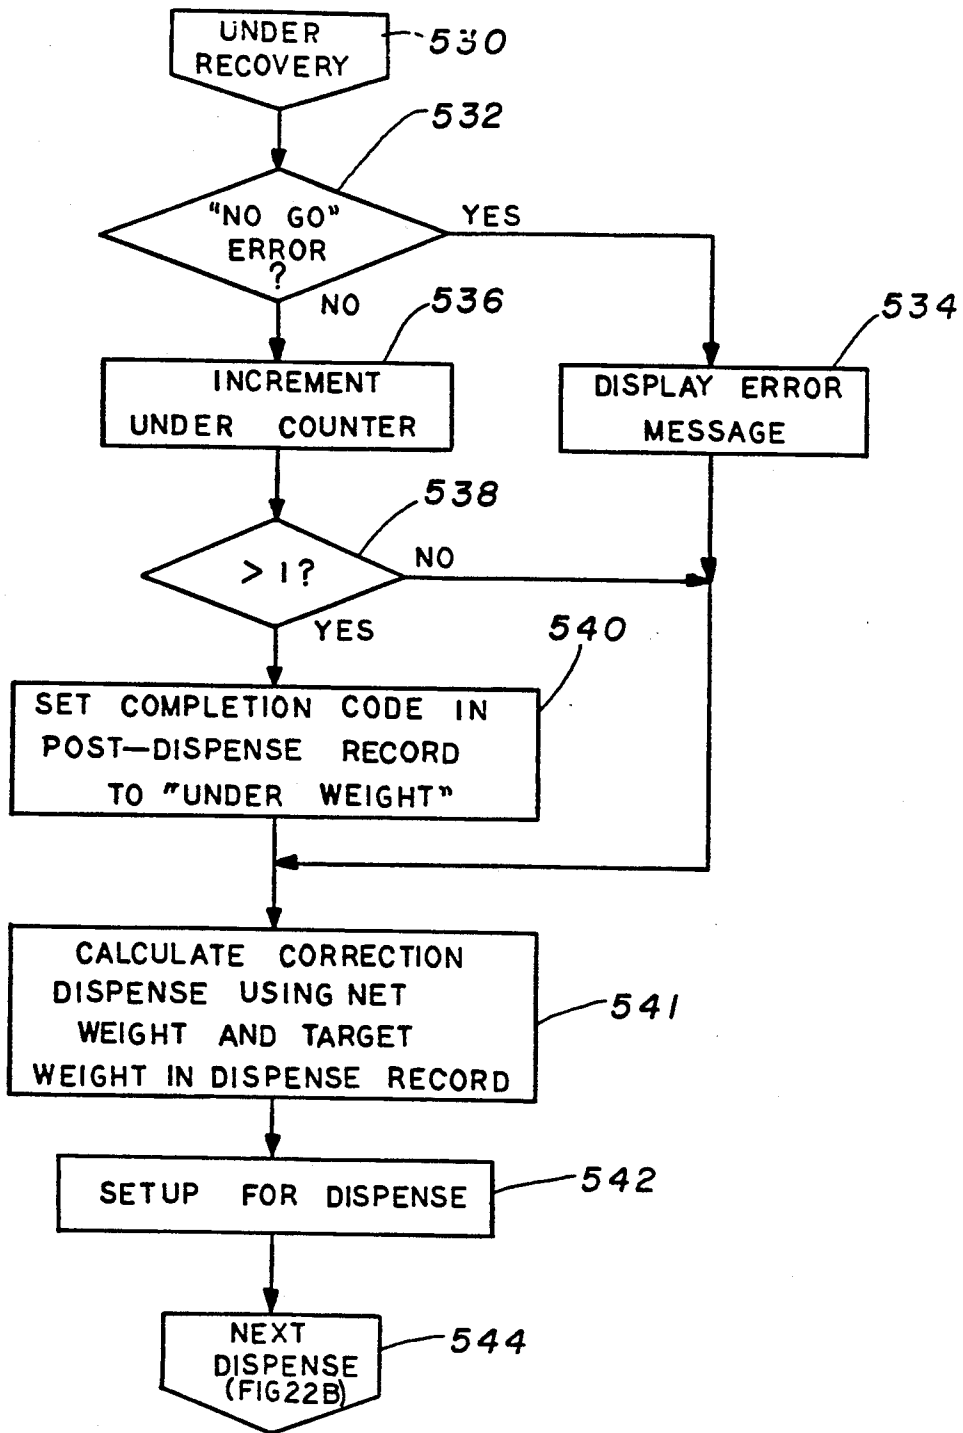 UNDER
RECOVERY
530
532
"NO GO"
ERROR
?
YES
NO
536
534
INCREMENT
UNDER COUNTER
DISPLAY ERROR
MESSAGE
538
> 1?
NO
YES
540
SET COMPLETION CODE IN
POST-DISPENSE RECORD
TO "UNDER WEIGHT"
CALCULATE CORRECTION
DISPENSE USING NET
WEIGHT AND TARGET
WEIGHT IN DISPENSE RECORD
541
SETUP FOR DISPENSE
542
NEXT
DISPENSE
(FIG22B)
544